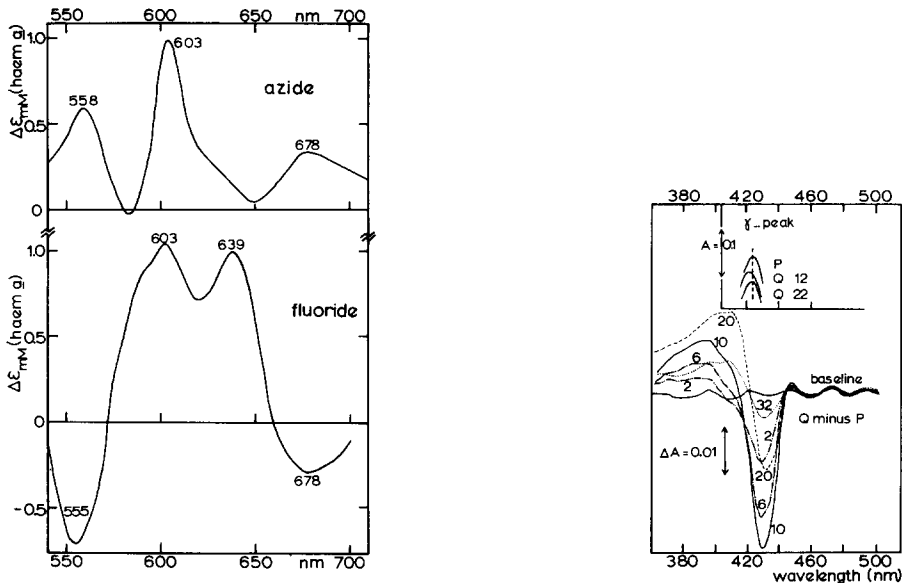 550 600 nm 650 700
1.0
603
azide
558
0.5
678
0
ΔεmM(haem a)
603 639
1.0
fluoride
0.5
0
-0.5
555
678
ΔεmM(haem a)
550 600 650 nm 700
380 420 460 500
γ-peak
A = 0.1
P
Q 12
Q 22
20
10
6
2
baseline
32
Q minus P
2
ΔA = 0.01
20
6
10
380 420 460 500
wavelength (nm)